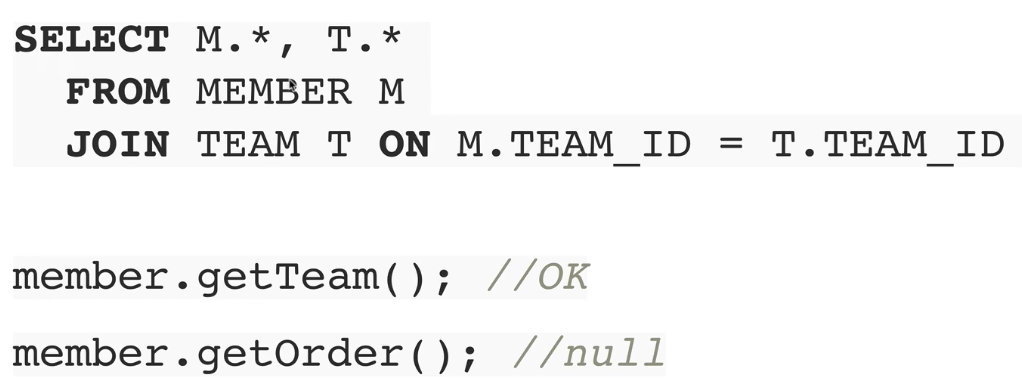 SELECT M.*, T.*
FROM MEMBER M
JOIN TEAM T ON M.TEAM_ID = T.TEAM_ID
member.getTeam(); //OK
member.getOrder(); //null